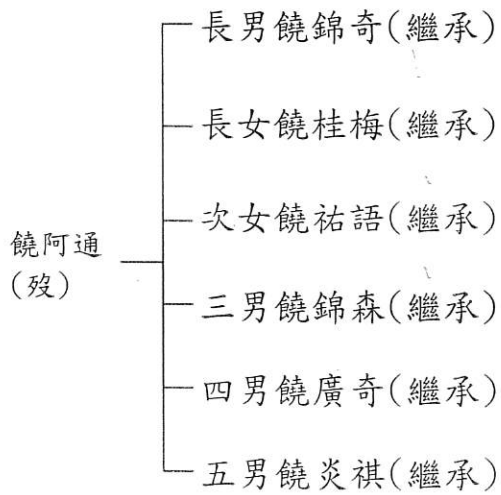 長男饒錦奇(繼承)
長女饒桂梅(繼承)
次女饒祐語(繼承)
饒阿通
(歿)
三男饒錦森(繼承)
四男饒廣奇(繼承)
五男饒炎祺(繼承)